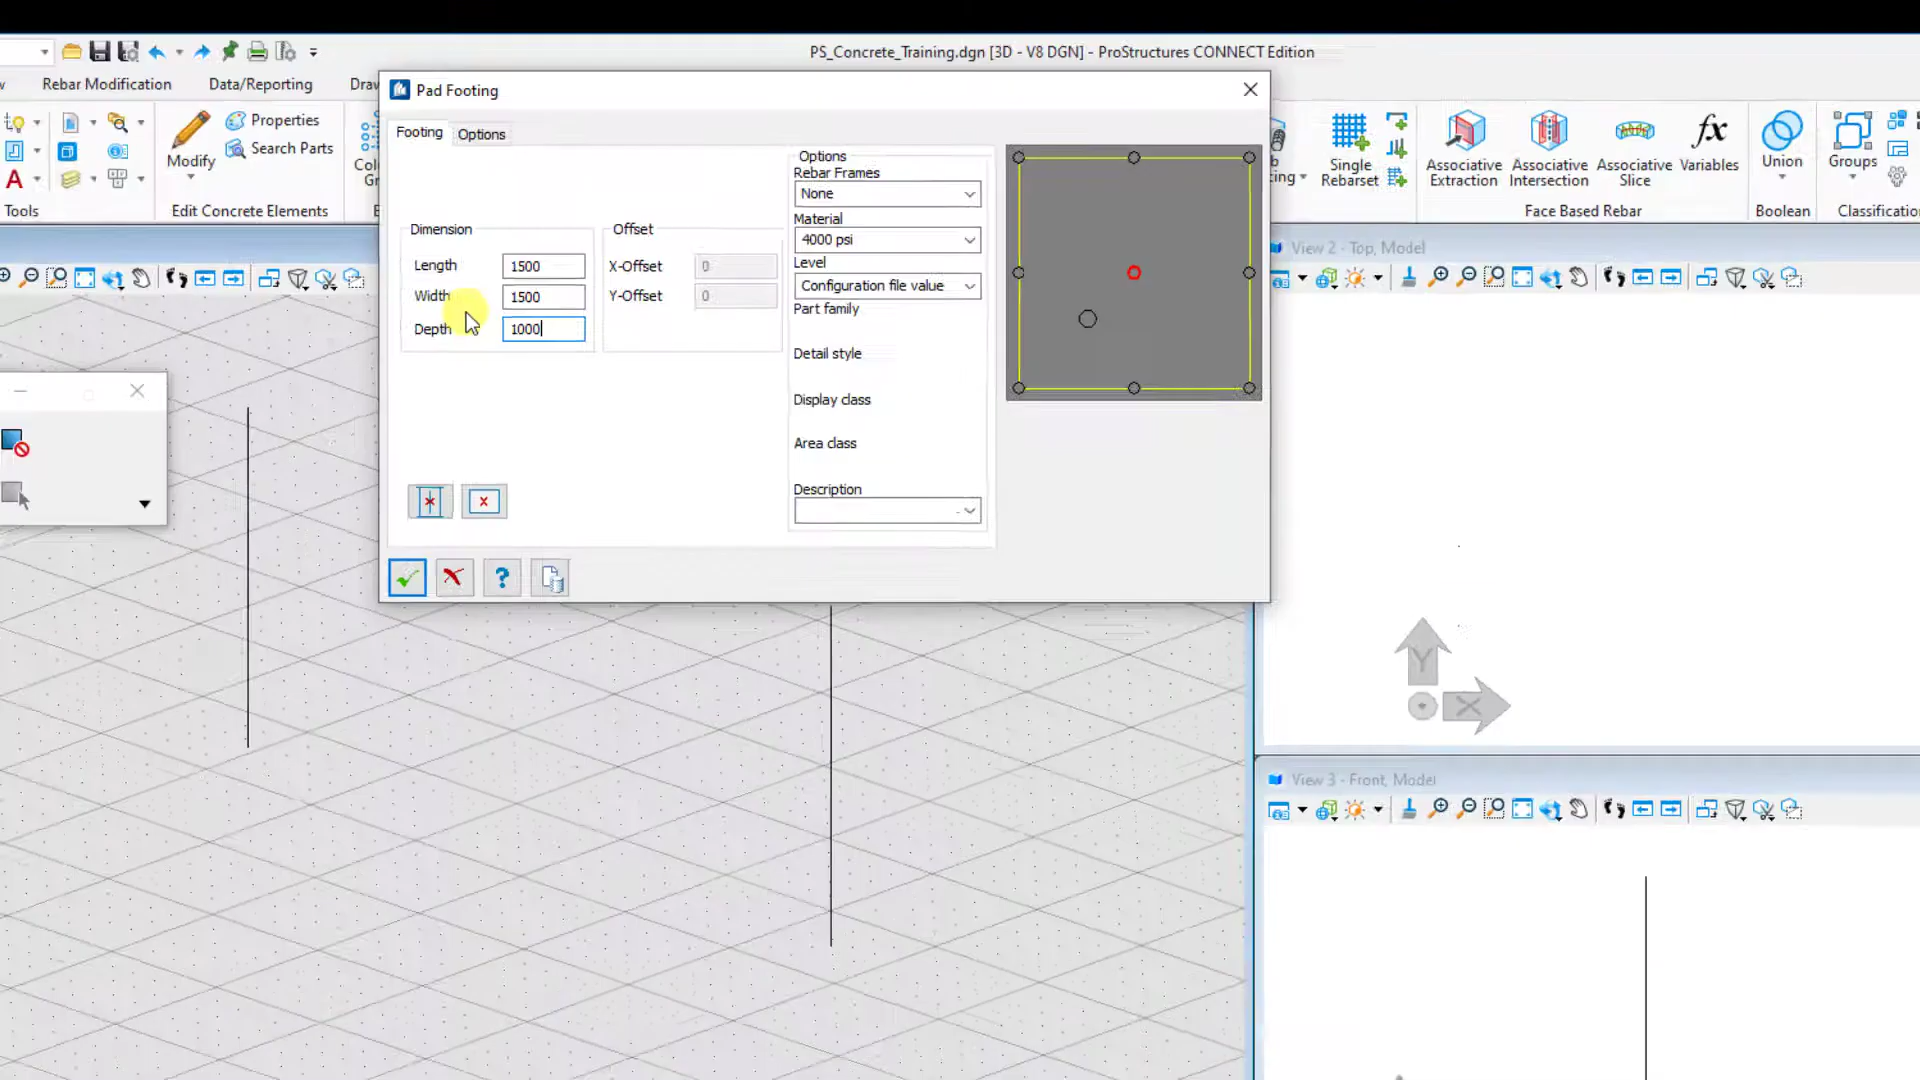 PS_Concrete_Training.dgn [3D - V8 DGN] - ProStructures CONNECT Edition
Rebar Modification
Data/Reporting
Properties
Search Parts
Modify
Tools
Edit Concrete Elements
Pad Footing
Footing
Options
Dimension
Length
1500
Width
1500
Depth
1000
Offset
X-Offset
0
Y-Offset
0
Options
Rebar Frames
None
Material
4000 psi
Level
Configuration file value
Part family
Detail style
Display class
Area class
Description
Single
Rebarset
Associative
Extraction
Associative
Intersection
Associative
Slice
fx
Variables
Face Based Rebar
Union
Boolean
Groups
View 2 - Top, Model
Y
X
View 3 - Front, Model